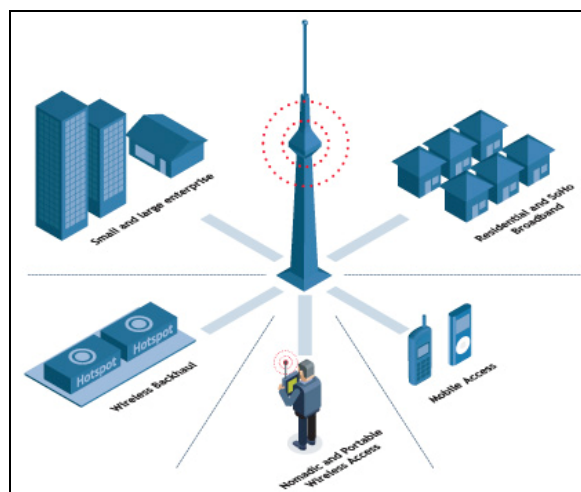 Small and large enterprise
Residential and SoHo
Broadband
Hotspot
Hotspot
Wireless Backhaul
Mobile Access
Nomadic and Portable
Wireless Access